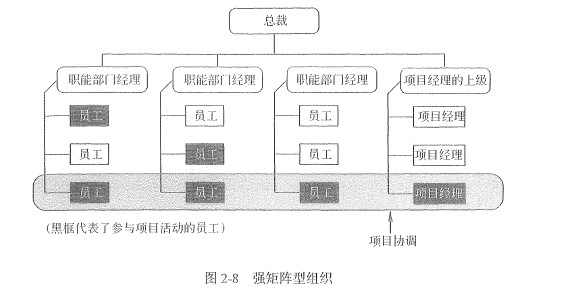 总裁
职能部门经理 职能部门经理 职能部门经理 项目经理的上级
员工 员工 员工 项目经理
员工 员工 员工 项目经理
员工 员工 员工 项目经理
(黑框代表了参与项目活动的员工)
项目协调
图 2-8 强矩阵型组织